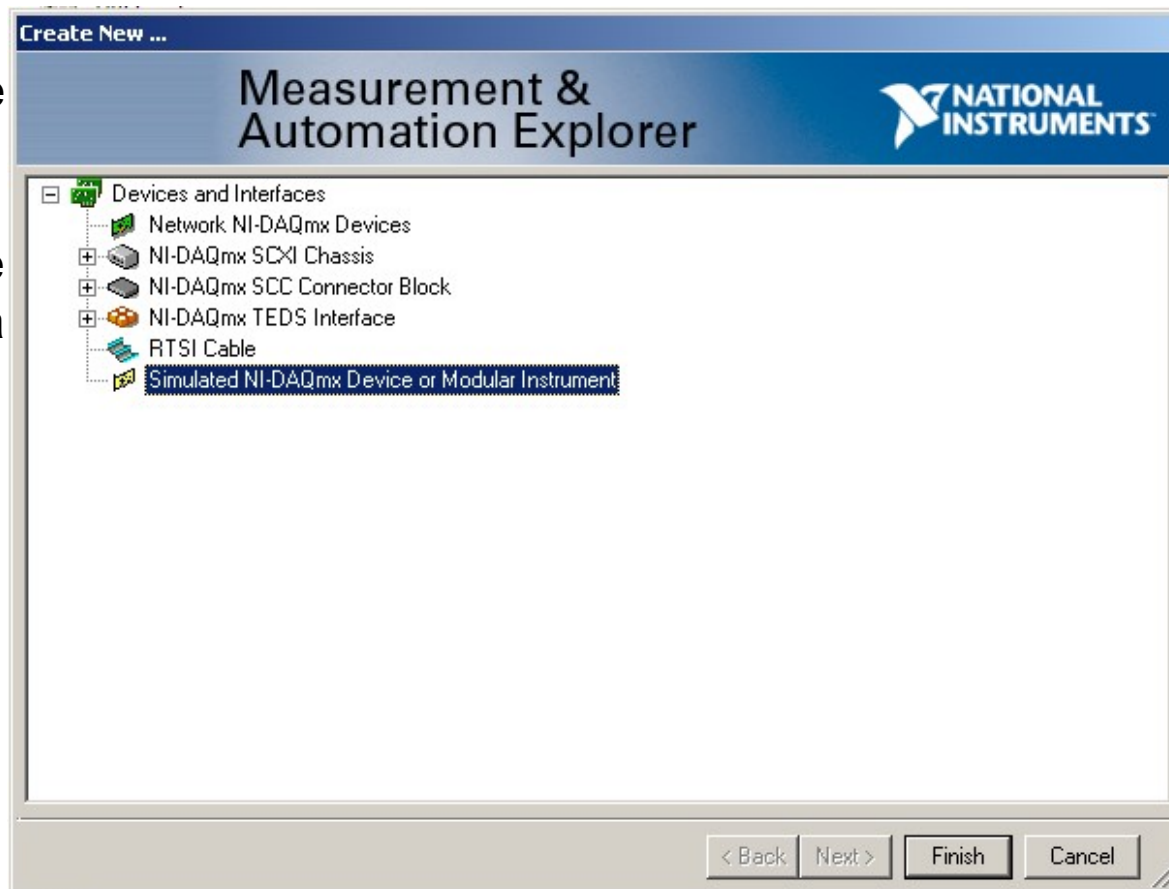 Create New ...
Measurement &
Automation Explorer
NATIONAL
INSTRUMENTS
e
Devices and Interfaces
Network NI-DAQmx Devices
e
NI-DAQmx SCXI Chassis
NI-DAQmx SCC Connector Block
NI-DAQmx TEDS Interface
RTSI Cable
Simulated NI-DAQmx Device or Modular Instrument
< Back
Next >
Finish
Cancel